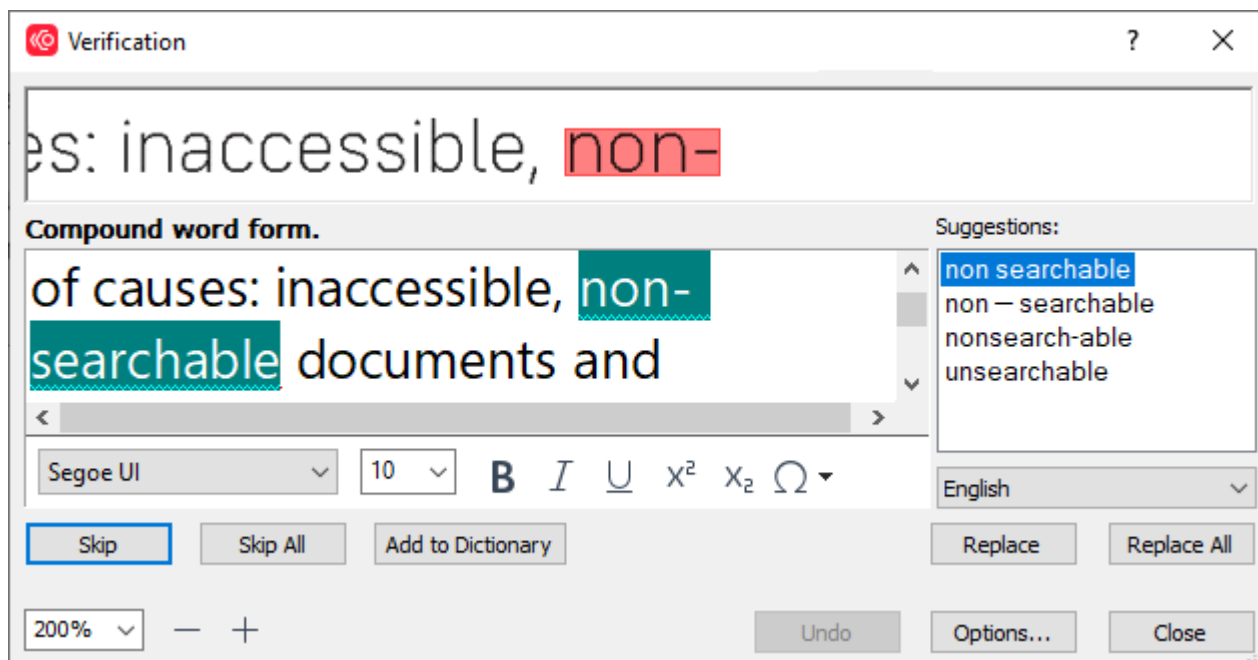 Verification
?
es: inaccessible, non-
Compound word form.
Suggestions:
of causes: inaccessible, non-
searchable documents and
non searchable
non – searchable
nonsearch-able
unsearchable
Segoe UI
10
B I U X² X₂ Ω
English
Skip
Skip All
Add to Dictionary
Replace
Replace All
200%
Undo
Options...
Close